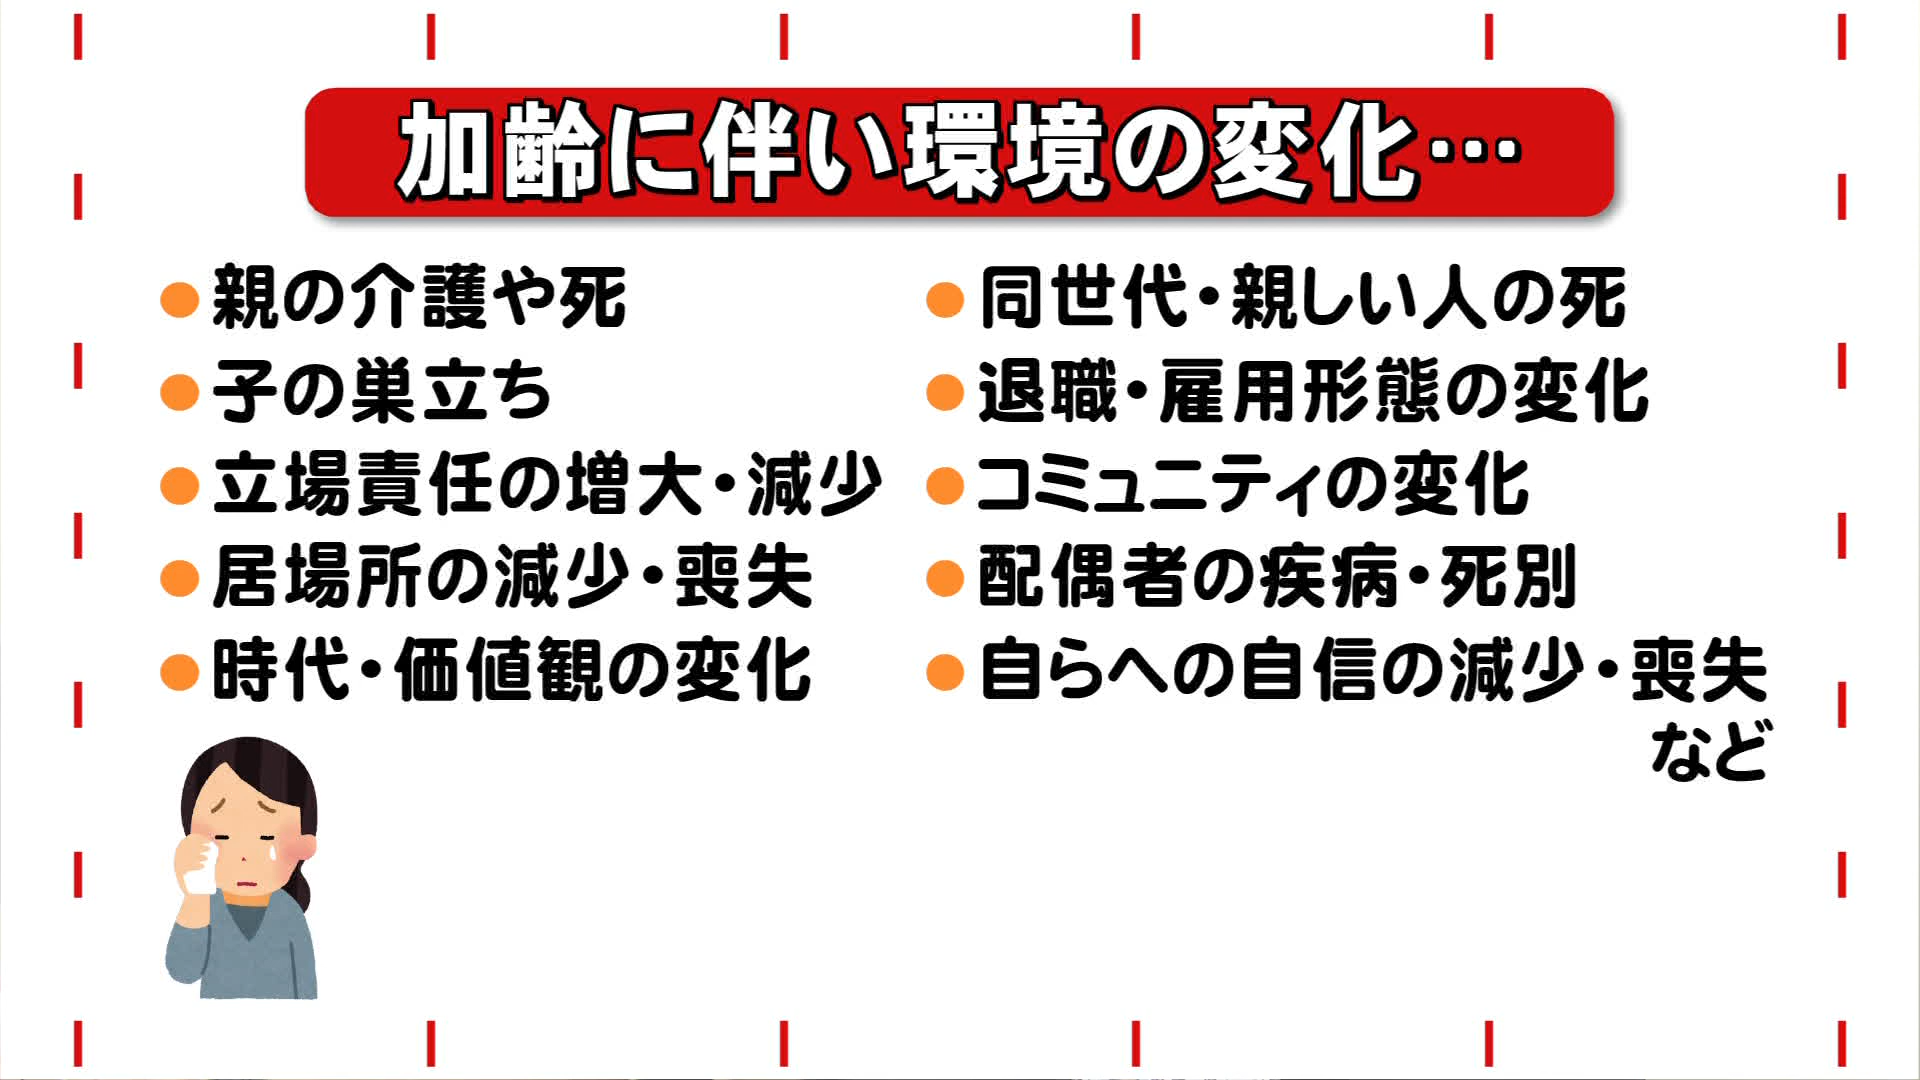 加齢に伴い環境の変化…
●親の介護や死
●子の巣立ち
●立場責任の増大・減少
●居場所の減少・喪失
●時代・価値観の変化
●同世代・親しい人の死
●退職・雇用形態の変化
●コミュニティの変化
●配偶者の疾病・死別
●自らへの自信の減少・喪失
など